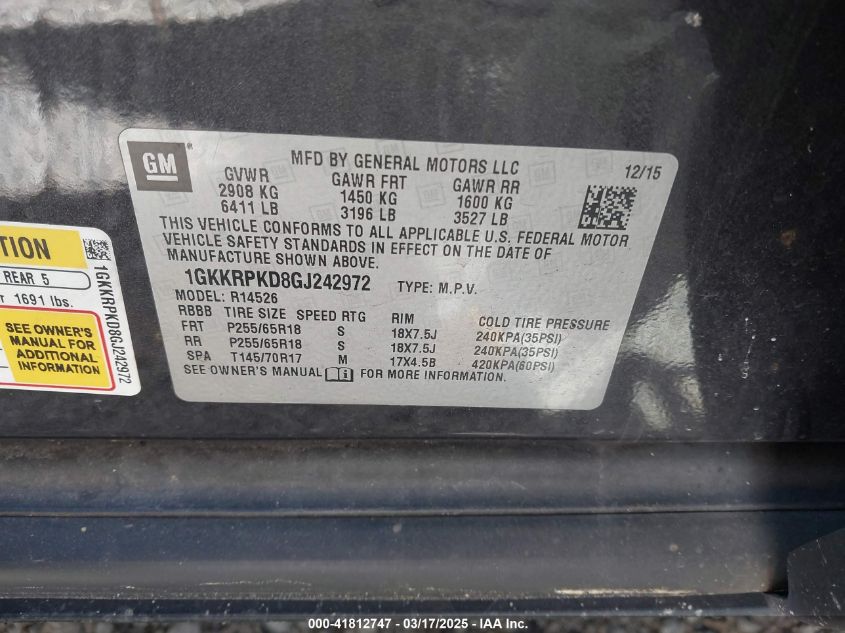 GM
MFD BY GENERAL MOTORS LLC
12/15
GVWR GAWR FRT GAWR RR
2908 KG 1450 KG 1600 KG
6411 LB 3196 LB 3527 LB
THIS VEHICLE CONFORMS TO ALL APPLICABLE U.S. FEDERAL MOTOR
VEHICLE SAFETY STANDARDS IN EFFECT ON THE DATE OF
MANUFACTURE SHOWN ABOVE.
1GKKRPKD8GJ242972 TYPE: M.P.V.
MODEL: R14526
RBBB TIRE SIZE SPEED RTG RIM COLD TIRE PRESSURE
FRT P255/65R18 S 18X7.5J 240KPA(35PSI)
RR P255/65R18 S 18X7.5J 240KPA(35PSI)
SPA T145/70R17 M 17X4.5B 420KPA(60PSI)
SEE OWNER'S MANUAL FOR MORE INFORMATION.
REAR 5
1691 lbs.
SEE OWNER'S
MANUAL FOR
ADDITIONAL
INFORMATION
1GKKRPKD8GJ242972
000-41812747 - 03/17/2025 - IAA Inc.